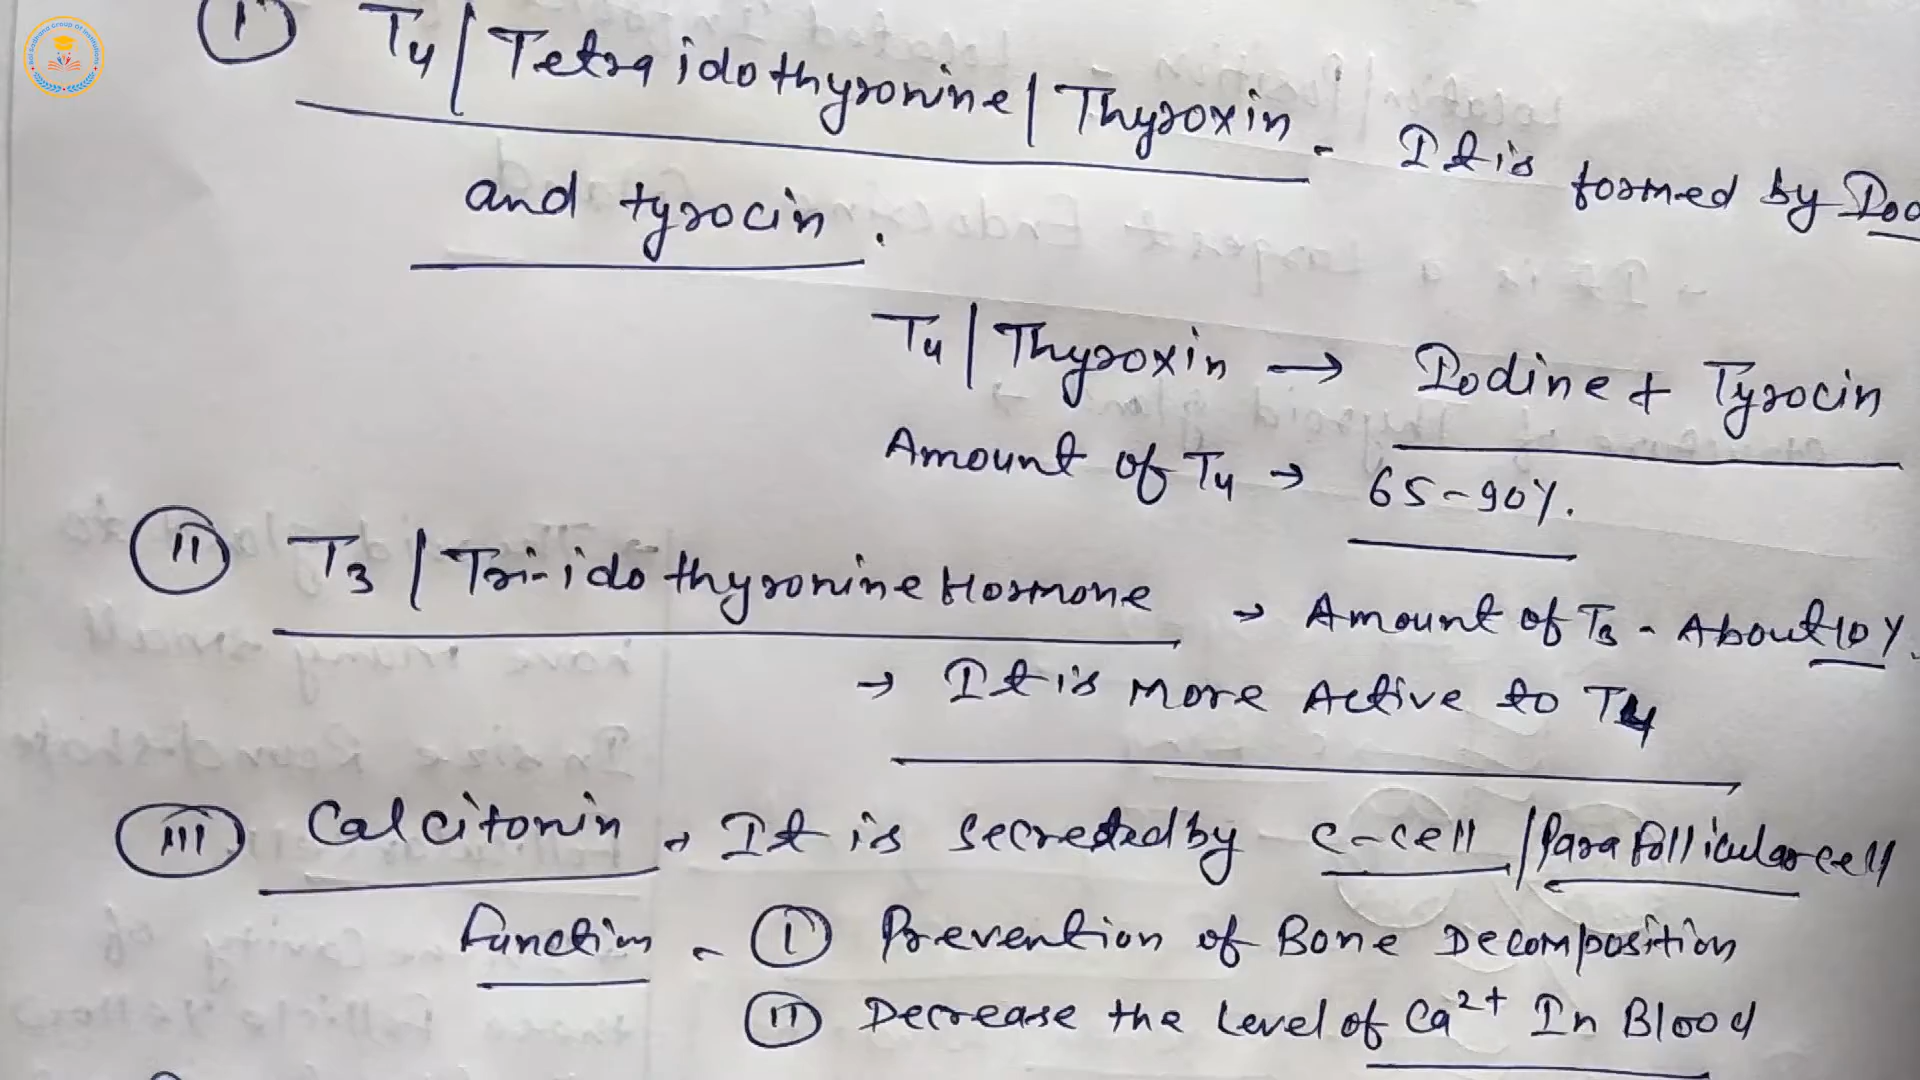 I T4 | Tetraidothyronine | Thyroxin - It is formed by Iod
and tyrocin.
T4 | Thyroxin → Iodine + Tyrocin
Amount of T4 → 65-90%.
II T3 | Tri-idothyronine Hormone → Amount of T3 - About 10%.
→ It is more Active to T4
III Calcitonin → It is secreted by C-cell | Parafollicular cell
function - I Prevention of Bone Decomposition
II Decrease the level of Ca2+ In Blood